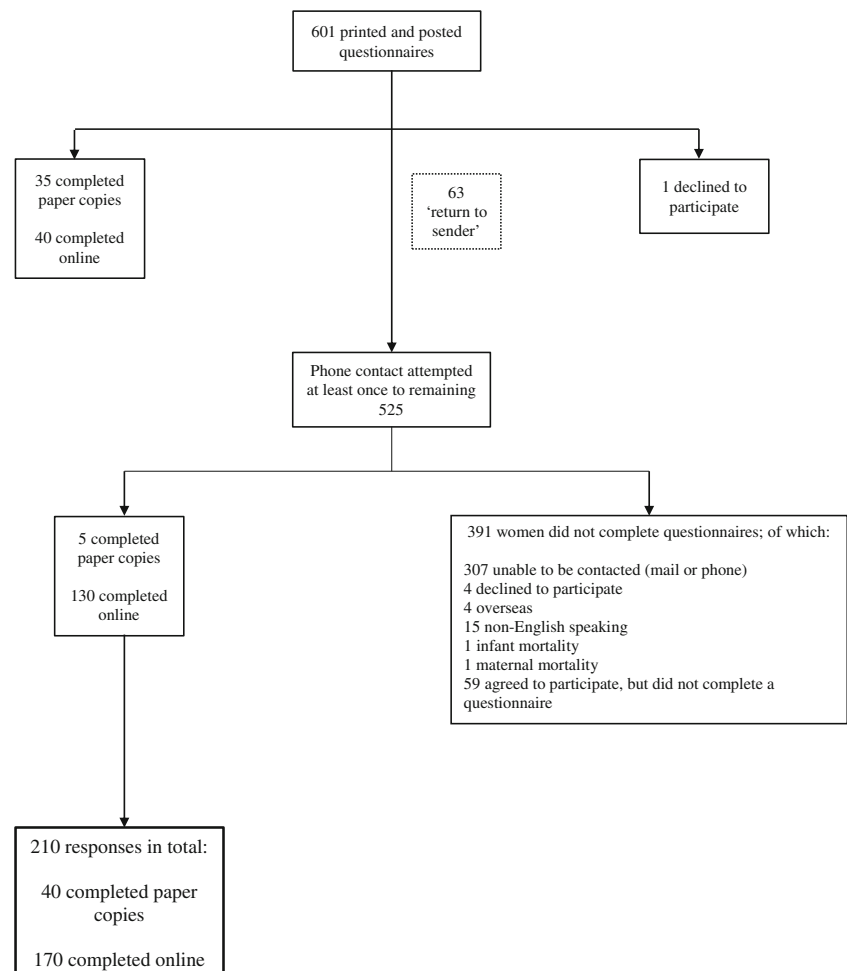 601 printed and posted
questionnaires
35 completed
paper copies
40 completed
online
63
‘return to
sender’
1 declined to
participate
Phone contact attempted
at least once to remaining
525
5 completed
paper copies
130 completed
online
391 women did not complete questionnaires; of which:
307 unable to be contacted (mail or phone)
4 declined to participate
4 overseas
15 non-English speaking
1 infant mortality
1 maternal mortality
59 agreed to participate, but did not complete a
questionnaire
210 responses in total:
40 completed paper
copies
170 completed online